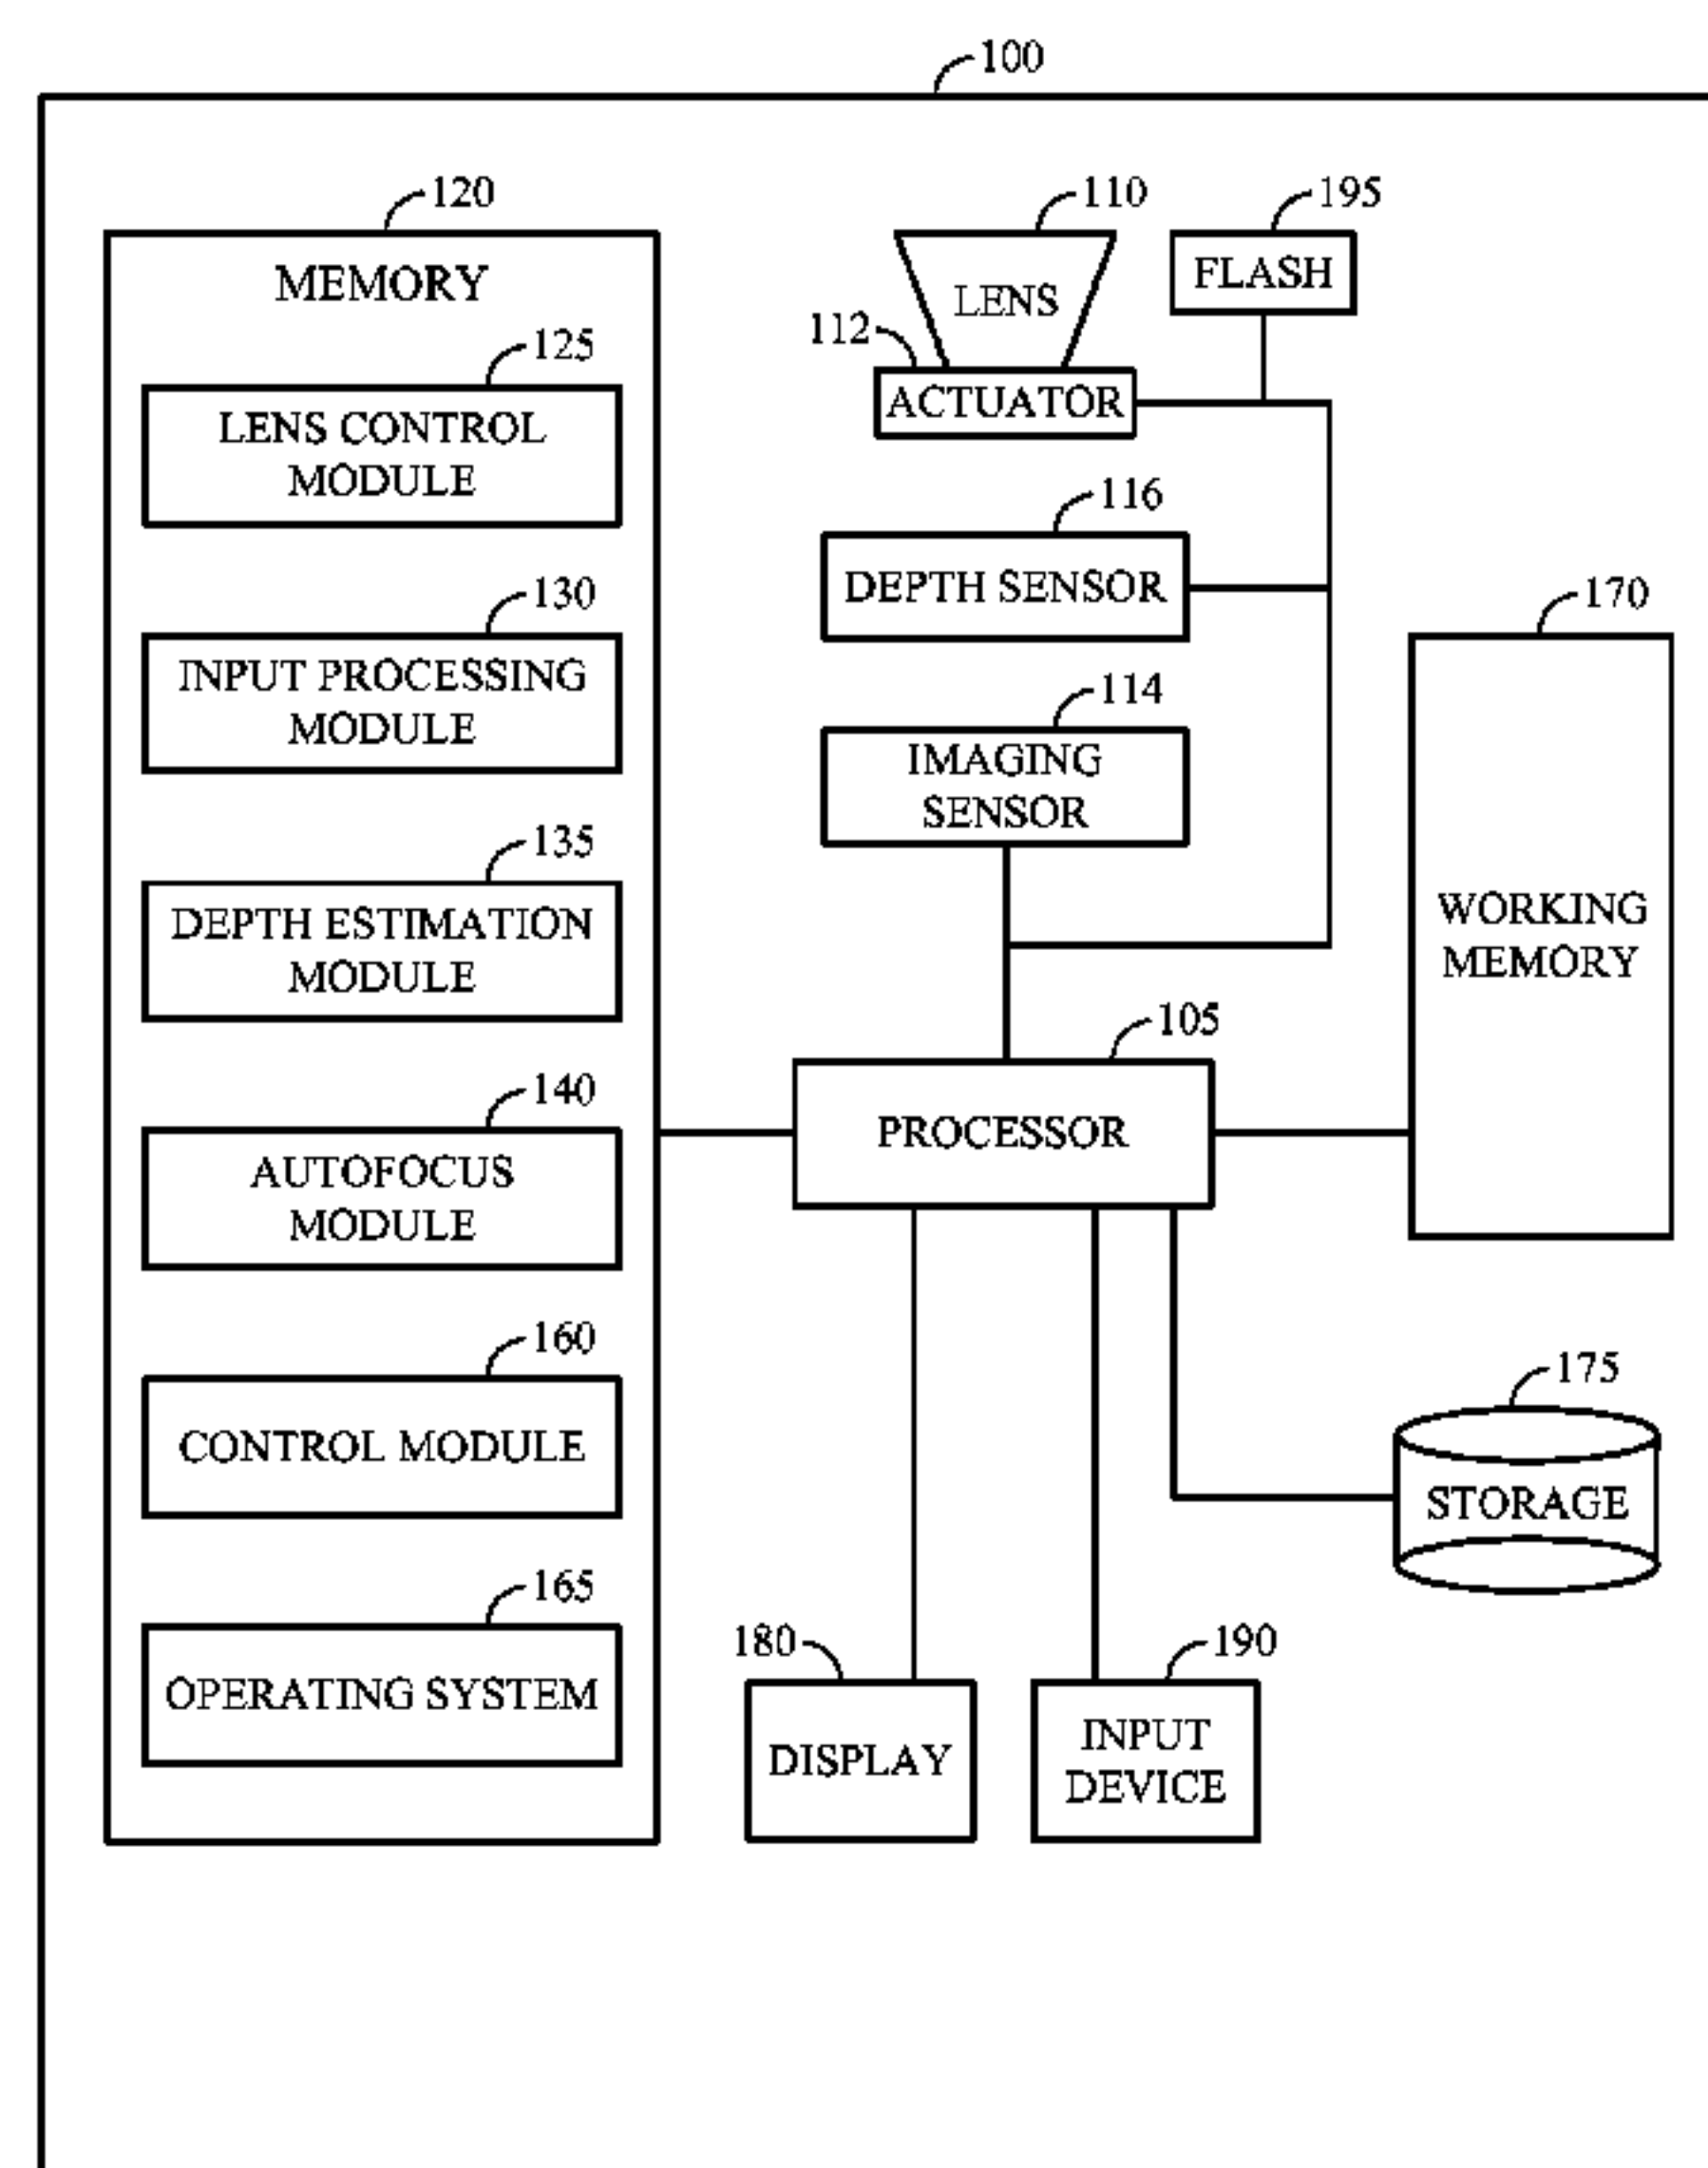 100
120
MEMORY
125
LENS CONTROL
MODULE
130
INPUT PROCESSING
MODULE
135
DEPTH ESTIMATION
MODULE
140
AUTOFOCUS
MODULE
160
CONTROL MODULE
165
OPERATING SYSTEM
110
LENS
195
FLASH
112
ACTUATOR
116
DEPTH SENSOR
114
IMAGING
SENSOR
170
WORKING
MEMORY
105
PROCESSOR
175
STORAGE
180
DISPLAY
190
INPUT
DEVICE